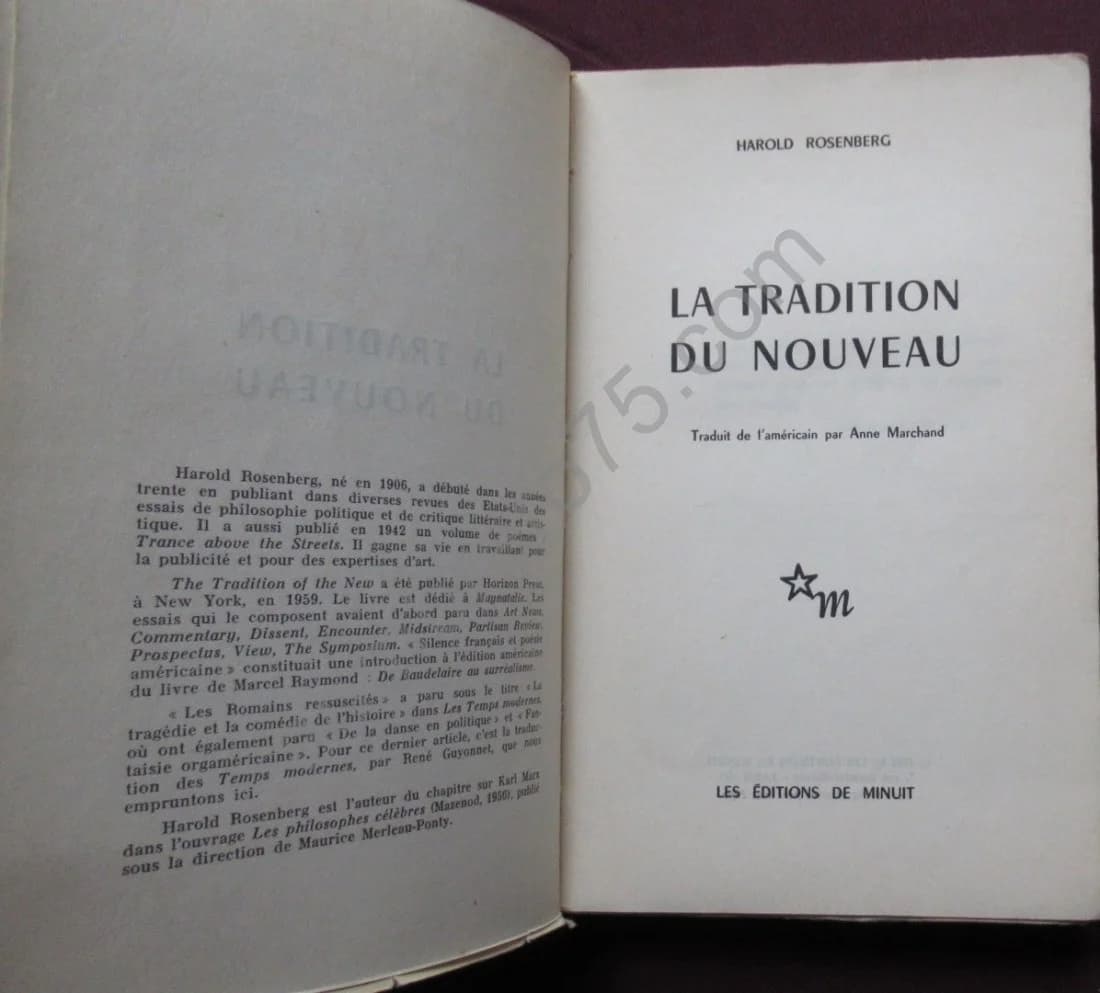 Harold Rosenberg, né en 1906, a débuté dans les années
trente en publiant dans diverses revues des Etats-Unis des
essais de philosophie politique et de critique littéraire et artis-
tique. Il a aussi publié en 1942 un volume de poèmes :
Trance above the Streets. Il gagne sa vie en travaillant pour
la publicité et pour des expertises d'art.
The Tradition of the New a été publié par Horizon Press,
à New York, en 1959. Le livre est dédié à Les
essais qui le composent avaient d'abord paru dans Art News,
Commentary, Dissent, Encounter, Midstream, Partisan Review,
Prospectus, View, The Symposium. « Silence français et poésie
américaine » constituait une introduction à l'édition américaine
du livre de Marcel Raymond : De Baudelaire au surréalisme.
« Les Romains ressuscités » a paru sous le titre « La
tragédie et la comédie de l'histoire » dans Les Temps modernes,
où ont également paru « De la danse en politique » et « Fan-
taisie orgaméricaine ». Pour ce dernier article, c'est la traduc-
tion des Temps modernes, par René Guyonnet, que nous
empruntons ici.
Harold Rosenberg est l'auteur du chapitre sur Karl Marx
dans l'ouvrage Les philosophes célèbres (Mazenod, 1956), publié
sous la direction de Maurice Merleau-Ponty.
HAROLD ROSENBERG
LA TRADITION
DU NOUVEAU
Traduit de l'américain par Anne Marchand
m
LES ÉDITIONS DE MINUIT
75.com